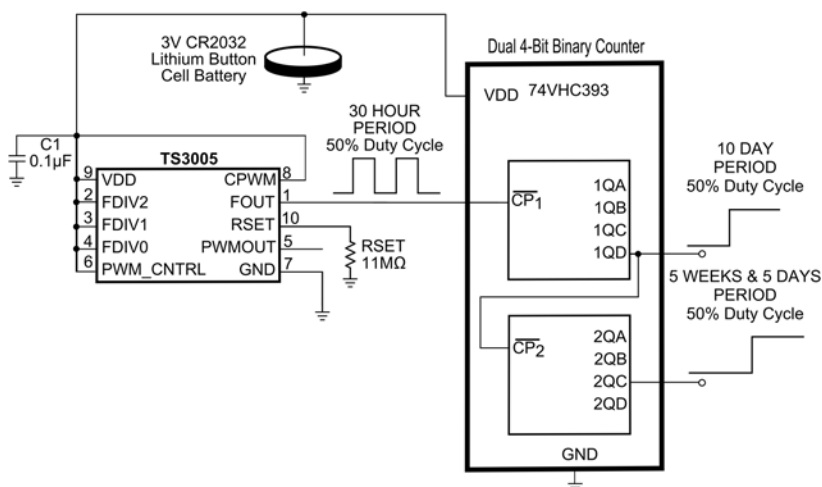 3V CR2032
Lithium Button
Cell Battery
Dual 4-Bit Binary Counter
VDD 74VHC393
C1
0.1µF
TS3005
9 VDD CPWM 8
2 FDIV2 FOUT 1
3 FDIV1 RSET 10
4 FDIV0 PWMOUT 5
6 PWM_CNTRL GND 7
RSET
11MΩ
30 HOUR
PERIOD
50% Duty Cycle
CP1
1QA
1QB
1QC
1QD
10 DAY
PERIOD
50% Duty Cycle
CP2
2QA
2QB
2QC
2QD
5 WEEKS & 5 DAYS
PERIOD
50% Duty Cycle
GND